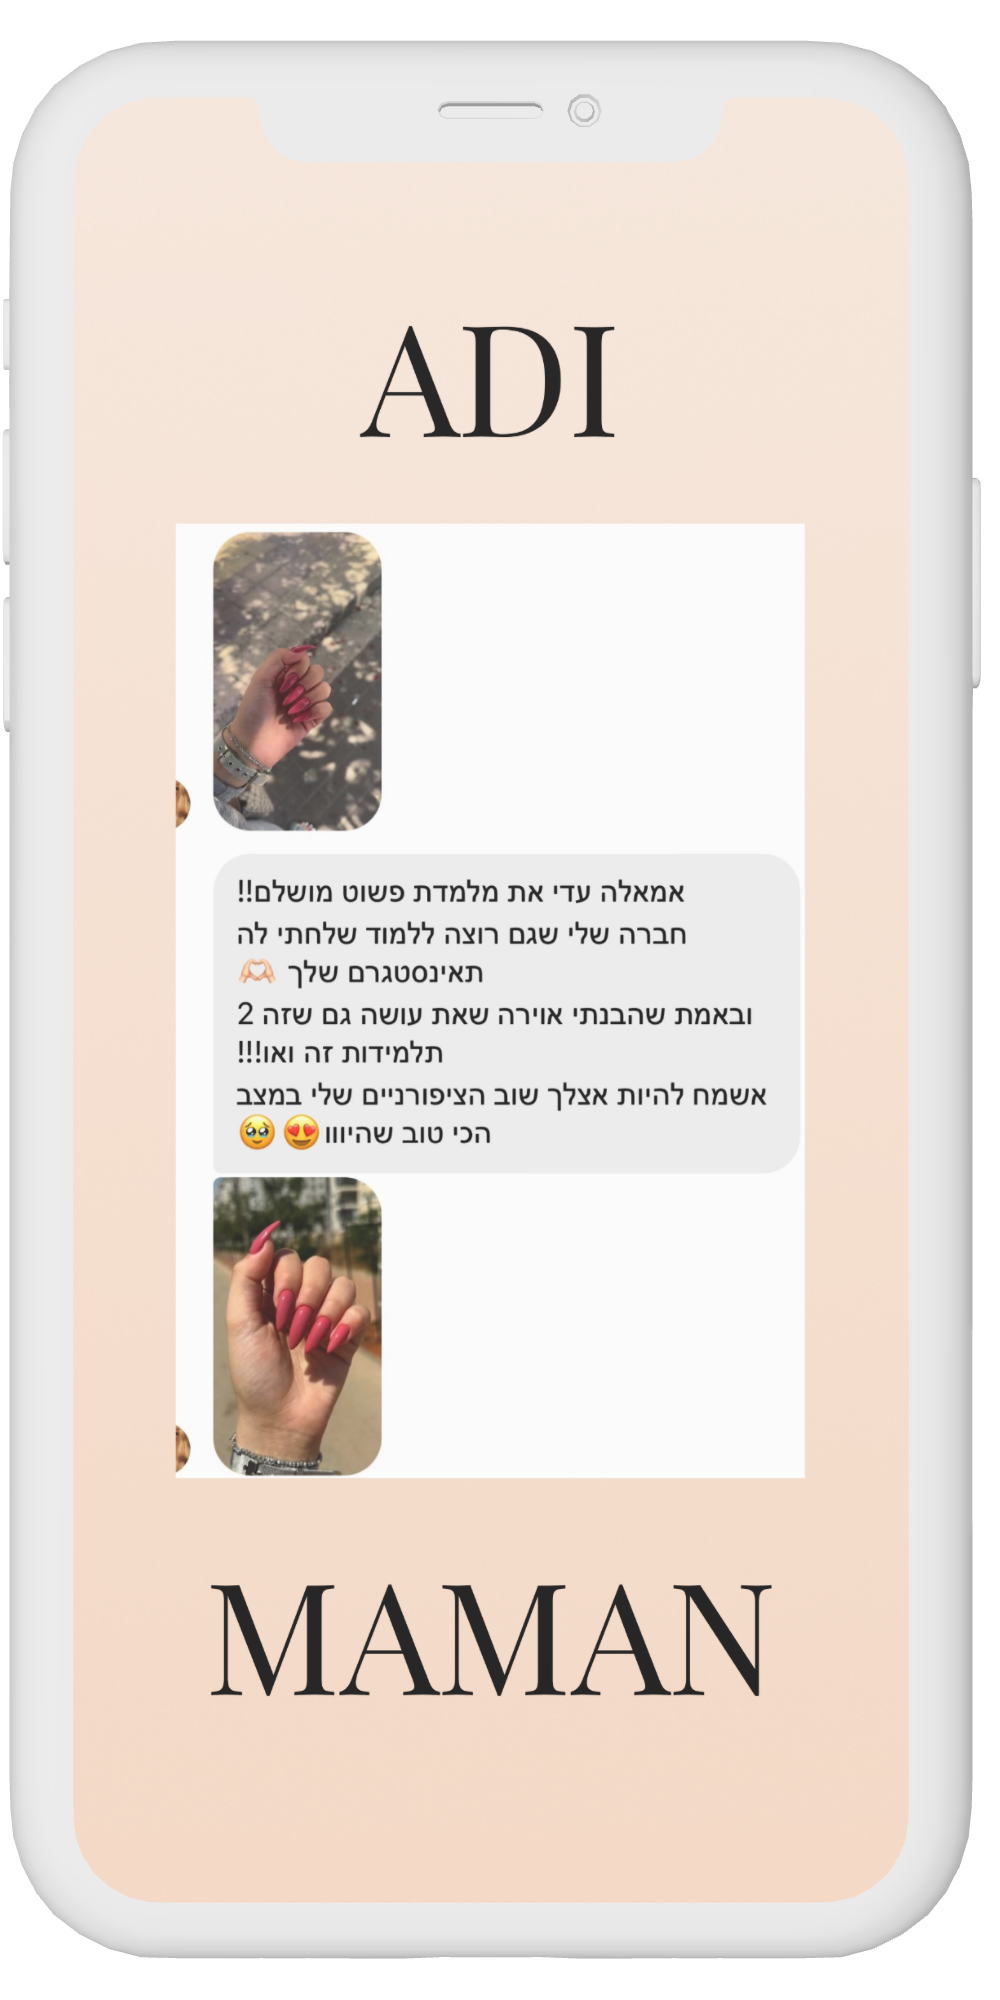 ADI
אמאלה עדי את מלמדת פשוט מושלם!!
חברה שלי שגם רוצה ללמוד שלחתי לה
תאינסטגרם שלך 🫶🏻
ובאמת שהבנתי אוירה שאת עושה גם שזה 2
תלמידות זה ואו!!!
אשמח להיות אצלך שוב הציפורניים שלי במצב
הכי טוב שהיווו😍🥹
MAMAN